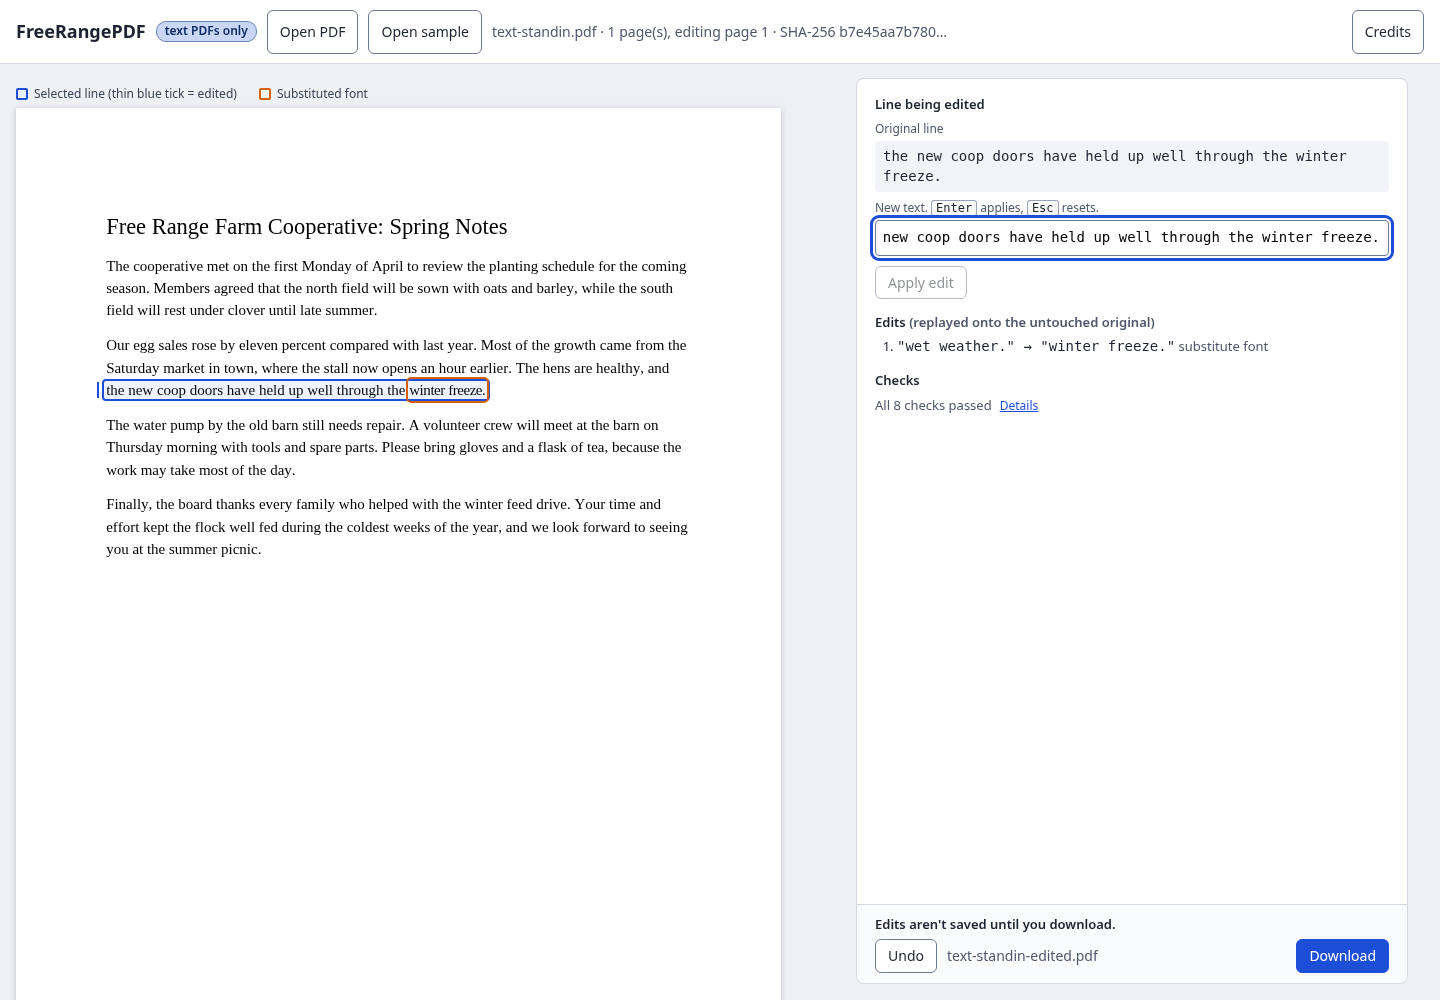 FreeRangePDF text PDFs only Open PDF Open sample text-standin.pdf · 1 page(s), editing page 1 · SHA-256 b7e45aa7b780… Credits
Selected line (thin blue tick = edited) Substituted font
Free Range Farm Cooperative: Spring Notes
The cooperative met on the first Monday of April to review the planting schedule for the coming
season. Members agreed that the north field will be sown with oats and barley, while the south
field will rest under clover until late summer.
Our egg sales rose by eleven percent compared with last year. Most of the growth came from the
Saturday market in town, where the stall now opens an hour earlier. The hens are healthy, and
the new coop doors have held up well through the winter freeze.
The water pump by the old barn still needs repair. A volunteer crew will meet at the barn on
Thursday morning with tools and spare parts. Please bring gloves and a flask of tea, because the
work may take most of the day.
Finally, the board thanks every family who helped with the winter feed drive. Your time and
effort kept the flock well fed during the coldest weeks of the year, and we look forward to seeing
you at the summer picnic.
Line being edited
Original line
the new coop doors have held up well through the winter
freeze.
New text. Enter applies, Esc resets.
new coop doors have held up well through the winter freeze.
Apply edit
Edits (replayed onto the untouched original)
1. "wet weather." → "winter freeze." substitute font
Checks
All 8 checks passed Details
Edits aren't saved until you download.
Undo text-standin-edited.pdf Download